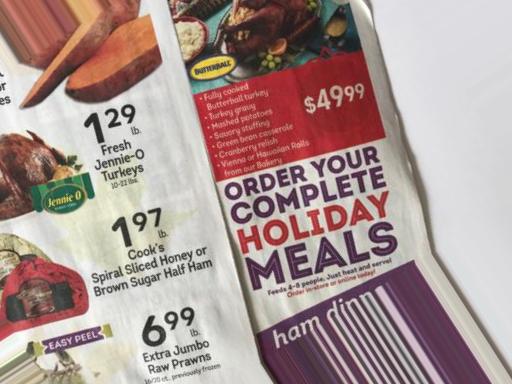 1.29
lb.
Fresh
Jennie-O
Turkeys
10-22 lbs.
Jennie O
1.97
lb.
Cook's
Spiral Sliced Honey or
Brown Sugar Half Ham
EASY PEEL
6.99
lb.
Extra Jumbo
Raw Prawns
16/20 ct., previously frozen
BUTTERBALL
• Fully cooked
Butterball turkey
• Turkey gravy
• Mashed potatoes
• Savory stuffing
• Green bean casserole
• Cranberry relish
• Vienna or Hawaiian Rolls
from our Bakery
$49.99
ORDER YOUR
COMPLETE
HOLIDAY
MEALS
Feeds 4-8 people. Just heat and serve!
Order in-store or online today!
ham din